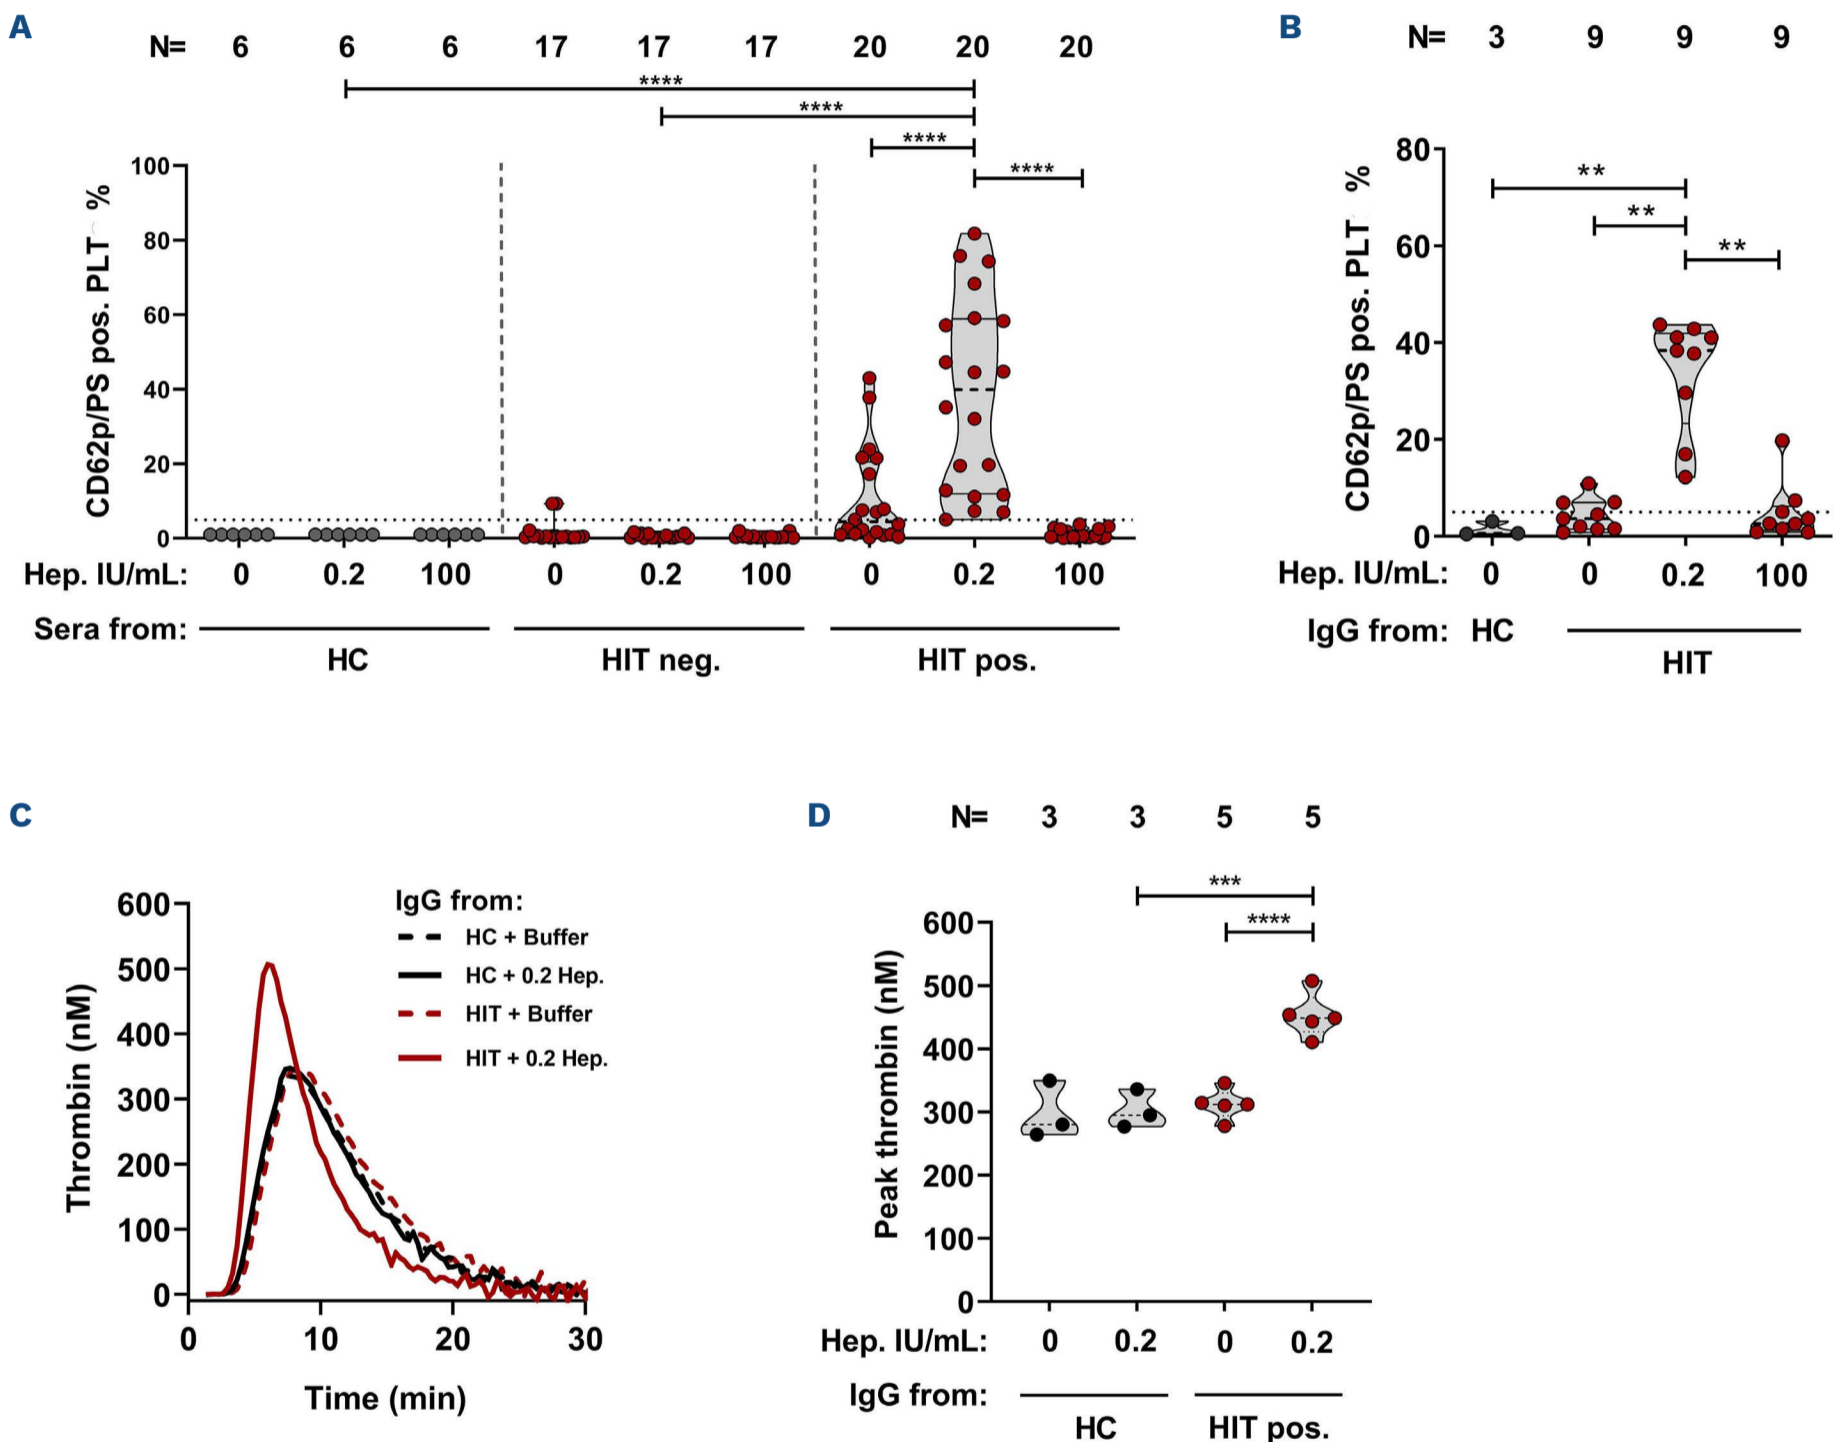 A
N= 6 6 6 17 17 17 20 20 20
****
****
****
****
CD62p/PS pos. PLT %
100
80
60
40
20
0
Hep. IU/mL: 0 0.2 100 0 0.2 100 0 0.2 100
Sera from:
HC HIT neg. HIT pos.
B
N= 3 9 9 9
**
**
**
CD62p/PS pos. PLT %
80
60
40
20
0
Hep. IU/mL: 0 0 0.2 100
IgG from: HC
HIT
C
Thrombin (nM)
600
500
400
300
200
100
0
IgG from:
HC + Buffer
HC + 0.2 Hep.
HIT + Buffer
HIT + 0.2 Hep.
0 10 20 30
Time (min)
D
N= 3 3 5 5
***
****
Peak thrombin (nM)
600
500
400
300
200
100
0
Hep. IU/mL: 0 0.2 0 0.2
IgG from:
HC HIT pos.